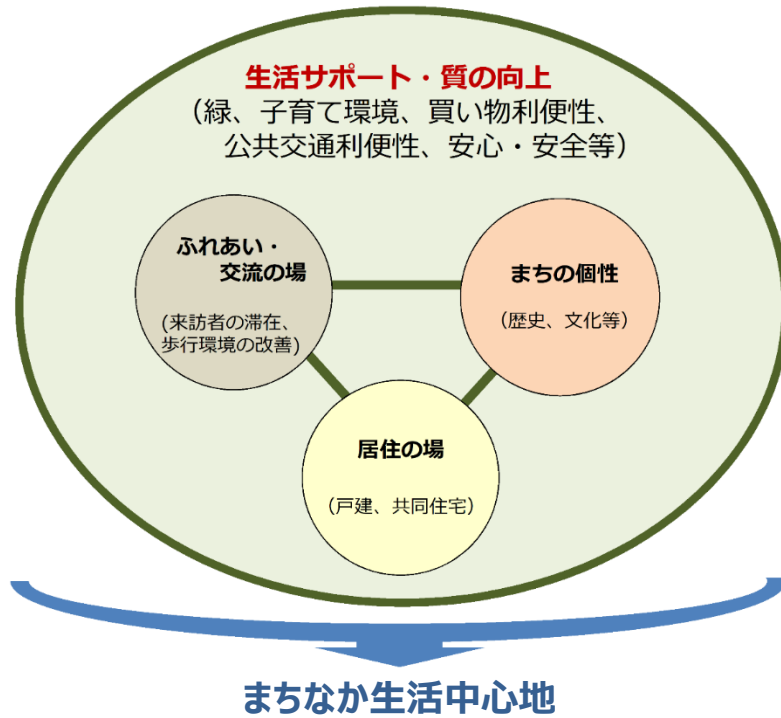 生活サポート・質の向上
（緑、子育て環境、買い物利便性、
公共交通利便性、安心・安全等）
ふれあい・
交流の場
(来訪者の滞在、
歩行環境の改善)
まちの個性
（歴史、文化等）
居住の場
（戸建、共同住宅）
まちなか生活中心地